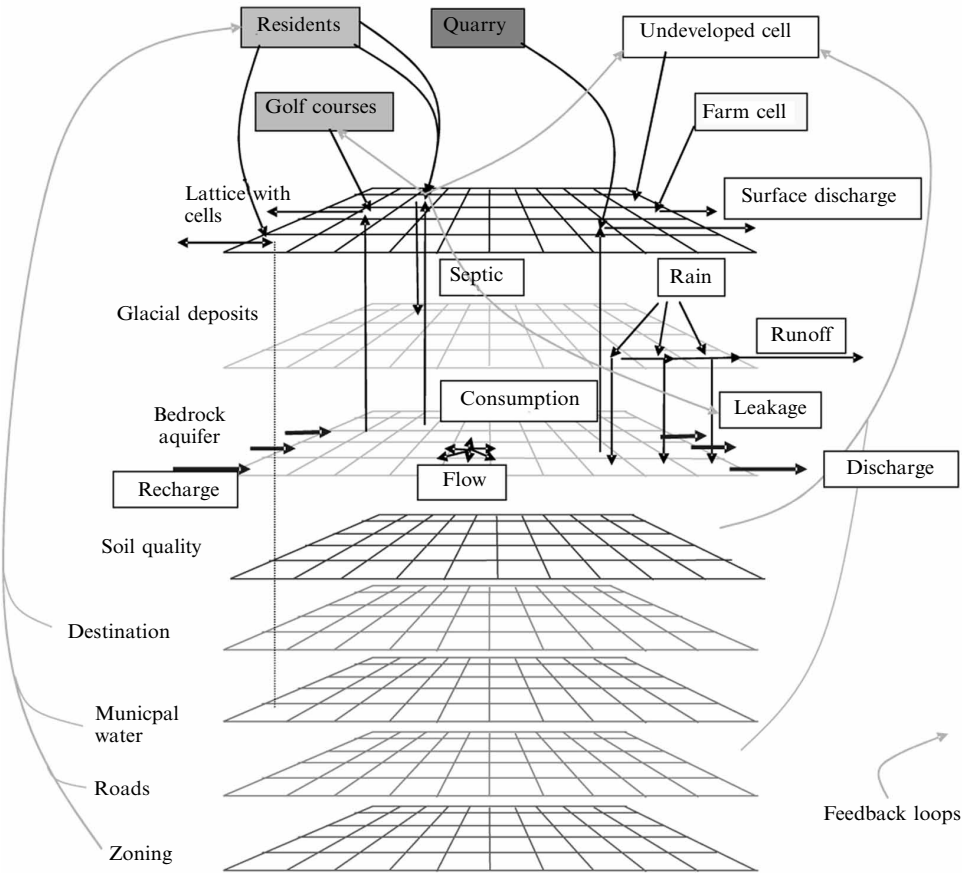 Residents
Quarry
Undeveloped cell
Golf courses
Farm cell
Lattice with
cells
Surface discharge
Septic
Rain
Glacial deposits
Runoff
Consumption
Leakage
Bedrock
aquifer
Flow
Discharge
Recharge
Soil quality
Destination
Municpal
water
Roads
Feedback loops
Zoning